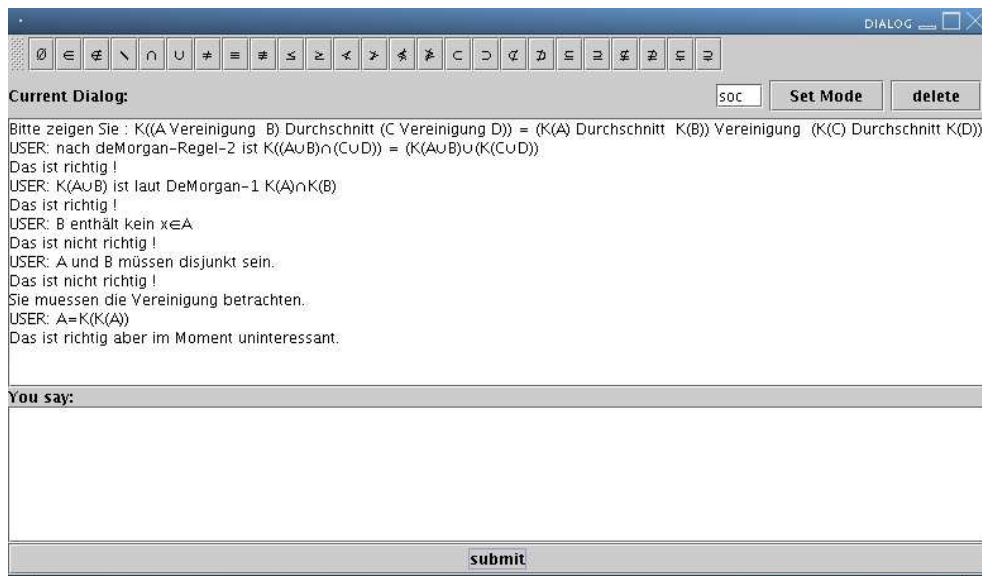 DIALOG
∅ ∈ ∉ \ ∩ ∪ ≠ ≡ ≢ ≤ ≥ ≮ ≯ ≰ ≱ ⊂ ⊃ ⊄ ⊅ ⊆ ⊇ ⊈ ⊉ ⊊ ⊋
Current Dialog: soc Set Mode delete
Bitte zeigen Sie : K((A Vereinigung B) Durchschnitt (C Vereinigung D)) = (K(A) Durchschnitt K(B)) Vereinigung (K(C) Durchschnitt K(D))
USER: nach deMorgan-Regel-2 ist K((A∪B)∩(C∪D)) = (K(A∪B)∪(K(C∪D))
Das ist richtig !
USER: K(A∪B) ist laut DeMorgan-1 K(A)∩K(B)
Das ist richtig !
USER: B enthält kein x∈A
Das ist nicht richtig !
USER: A und B müssen disjunkt sein.
Das ist nicht richtig !
Sie muessen die Vereinigung betrachten.
USER: A=K(K(A))
Das ist richtig aber im Moment uninteressant.
You say:
submit